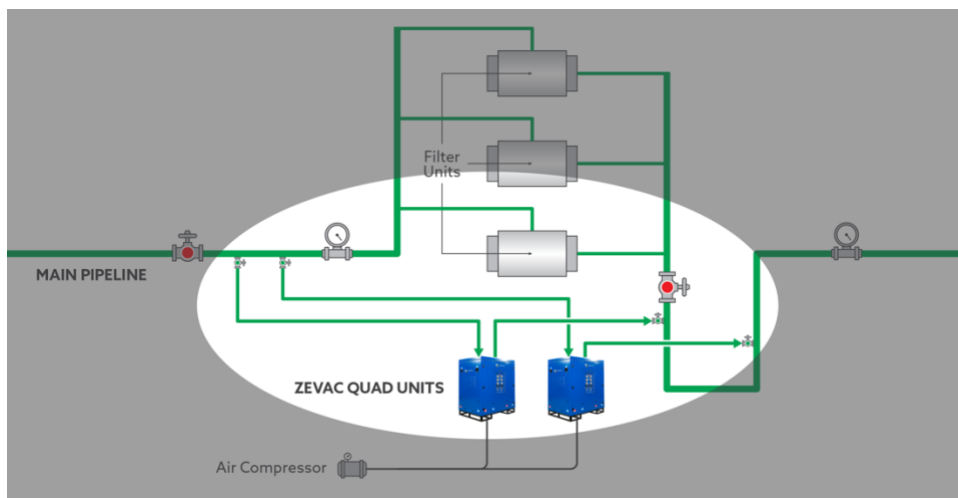 Filter
Units
MAIN PIPELINE
ZEVAC QUAD UNITS
Air Compressor